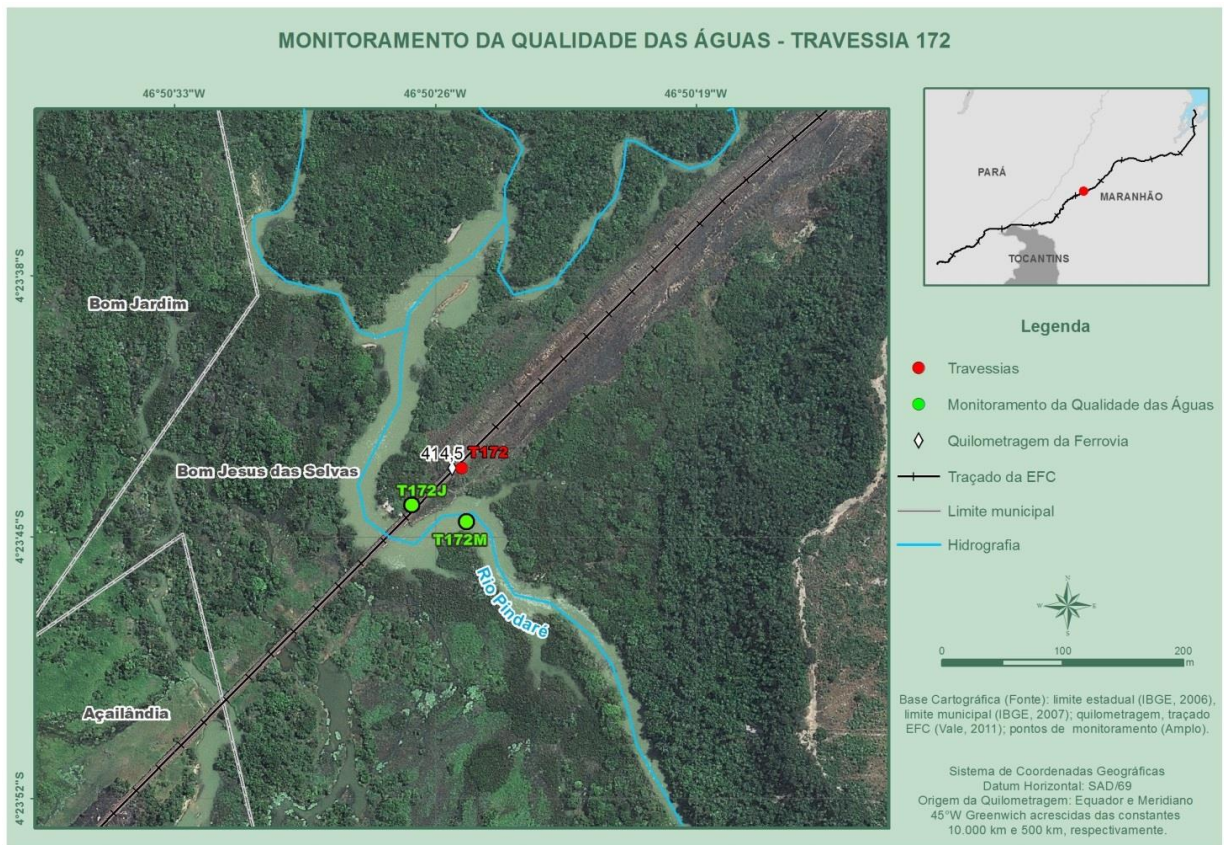 MONITORAMENTO DA QUALIDADE DAS ÁGUAS - TRAVESSIA 172
46°50'33"W
46°50'26"W
46°50'19"W
4°23'38"S
4°23'45"S
4°23'52"S
Bom Jardim
Bom Jesus das Selvas
Açailândia
414,5
T172
T172J
T172M
Rio Pindaré
PARÁ
MARANHÃO
TOCANTINS
Legenda
Travessias
Monitoramento da Qualidade das Águas
Quilometragem da Ferrovia
Traçado da EFC
Limite municipal
Hidrografia
N
W
E
S
0
100
200
m
Base Cartográfica (Fonte): limite estadual (IBGE, 2006),
limite municipal (IBGE, 2007); quilometragem, traçado
EFC (Vale, 2011); pontos de monitoramento (Amplo).
Sistema de Coordenadas Geográficas
Datum Horizontal: SAD/69
Origem da Quilometragem: Equador e Meridiano
45°W Greenwich acrescidas das constantes
10.000 km e 500 km, respectivamente.